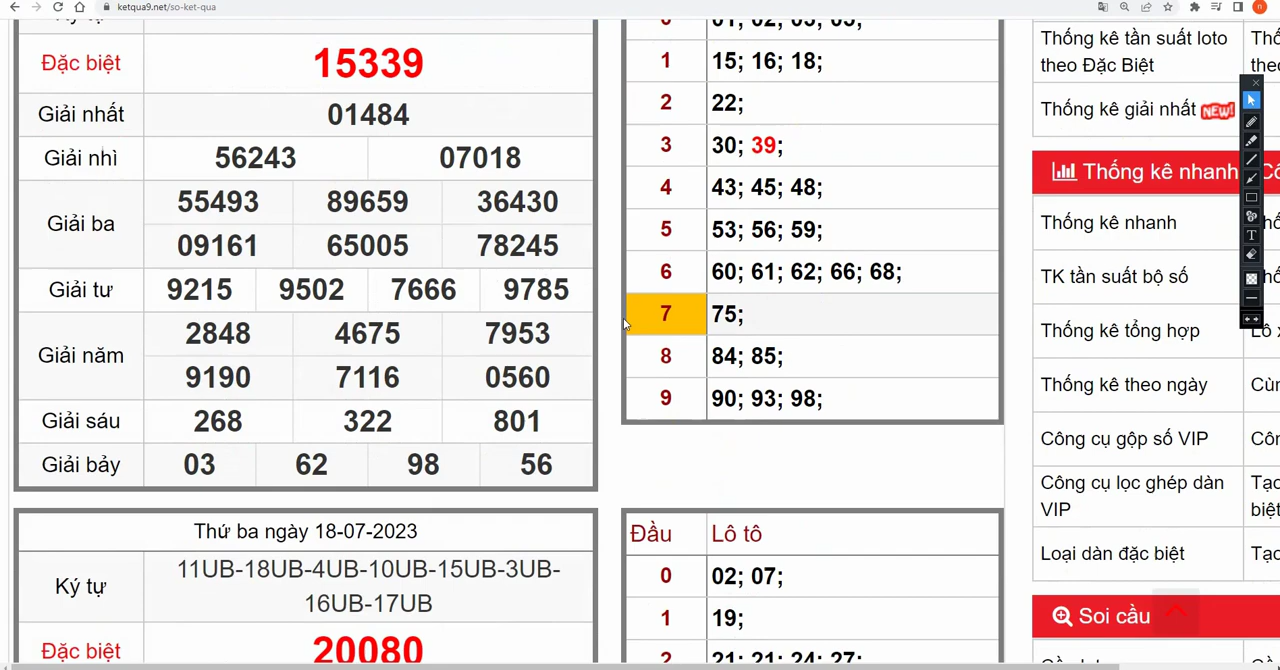 ketqua9.net/so-ket-qua
Đặc biệt 15339
Giải nhất 01484
Giải nhì 56243 07018
Giải ba 55493 89659 36430
09161 65005 78245
Giải tư 9215 9502 7666 9785
Giải năm 2848 4675 7953
9190 7116 0560
Giải sáu 268 322 801
Giải bảy 03 62 98 56
Thứ ba ngày 18-07-2023
Ký tự 11UB-18UB-4UB-10UB-15UB-3UB-
16UB-17UB
Đặc biệt 20080
1 15; 16; 18;
2 22;
3 30; 39;
4 43; 45; 48;
5 53; 56; 59;
6 60; 61; 62; 66; 68;
7 75;
8 84; 85;
9 90; 93; 98;
Đầu Lô tô
0 02; 07;
1 19;
2 21; 21; 24; 27;
Thống kê tần suất loto
theo Đặc Biệt
Thống kê giải nhất NEW!
Thống kê nhanh
Thống kê nhanh
TK tần suất bộ số
Thống kê tổng hợp
Thống kê theo ngày
Công cụ gộp số VIP
Công cụ lọc ghép dàn
VIP
Loại dàn đặc biệt
Soi cầu